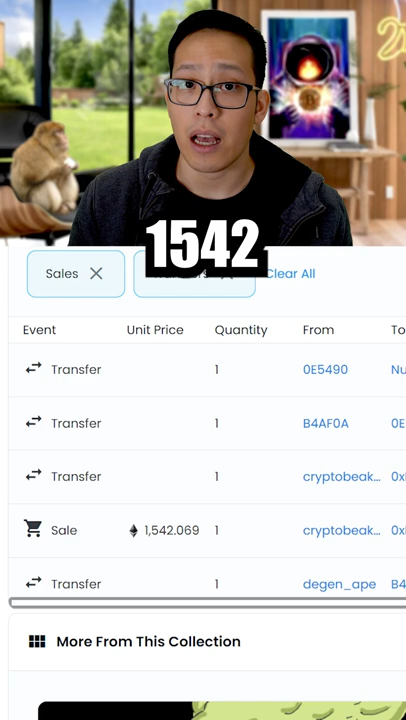 1542
Sales
Clear All
Event Unit Price Quantity From To
Transfer 1 0E5490 Nu
Transfer 1 B4AF0A 0E
Transfer 1 cryptobeak... 0x
Sale 1,542.069 1 cryptobeak... 0x
Transfer 1 degen_ape B4
More From This Collection